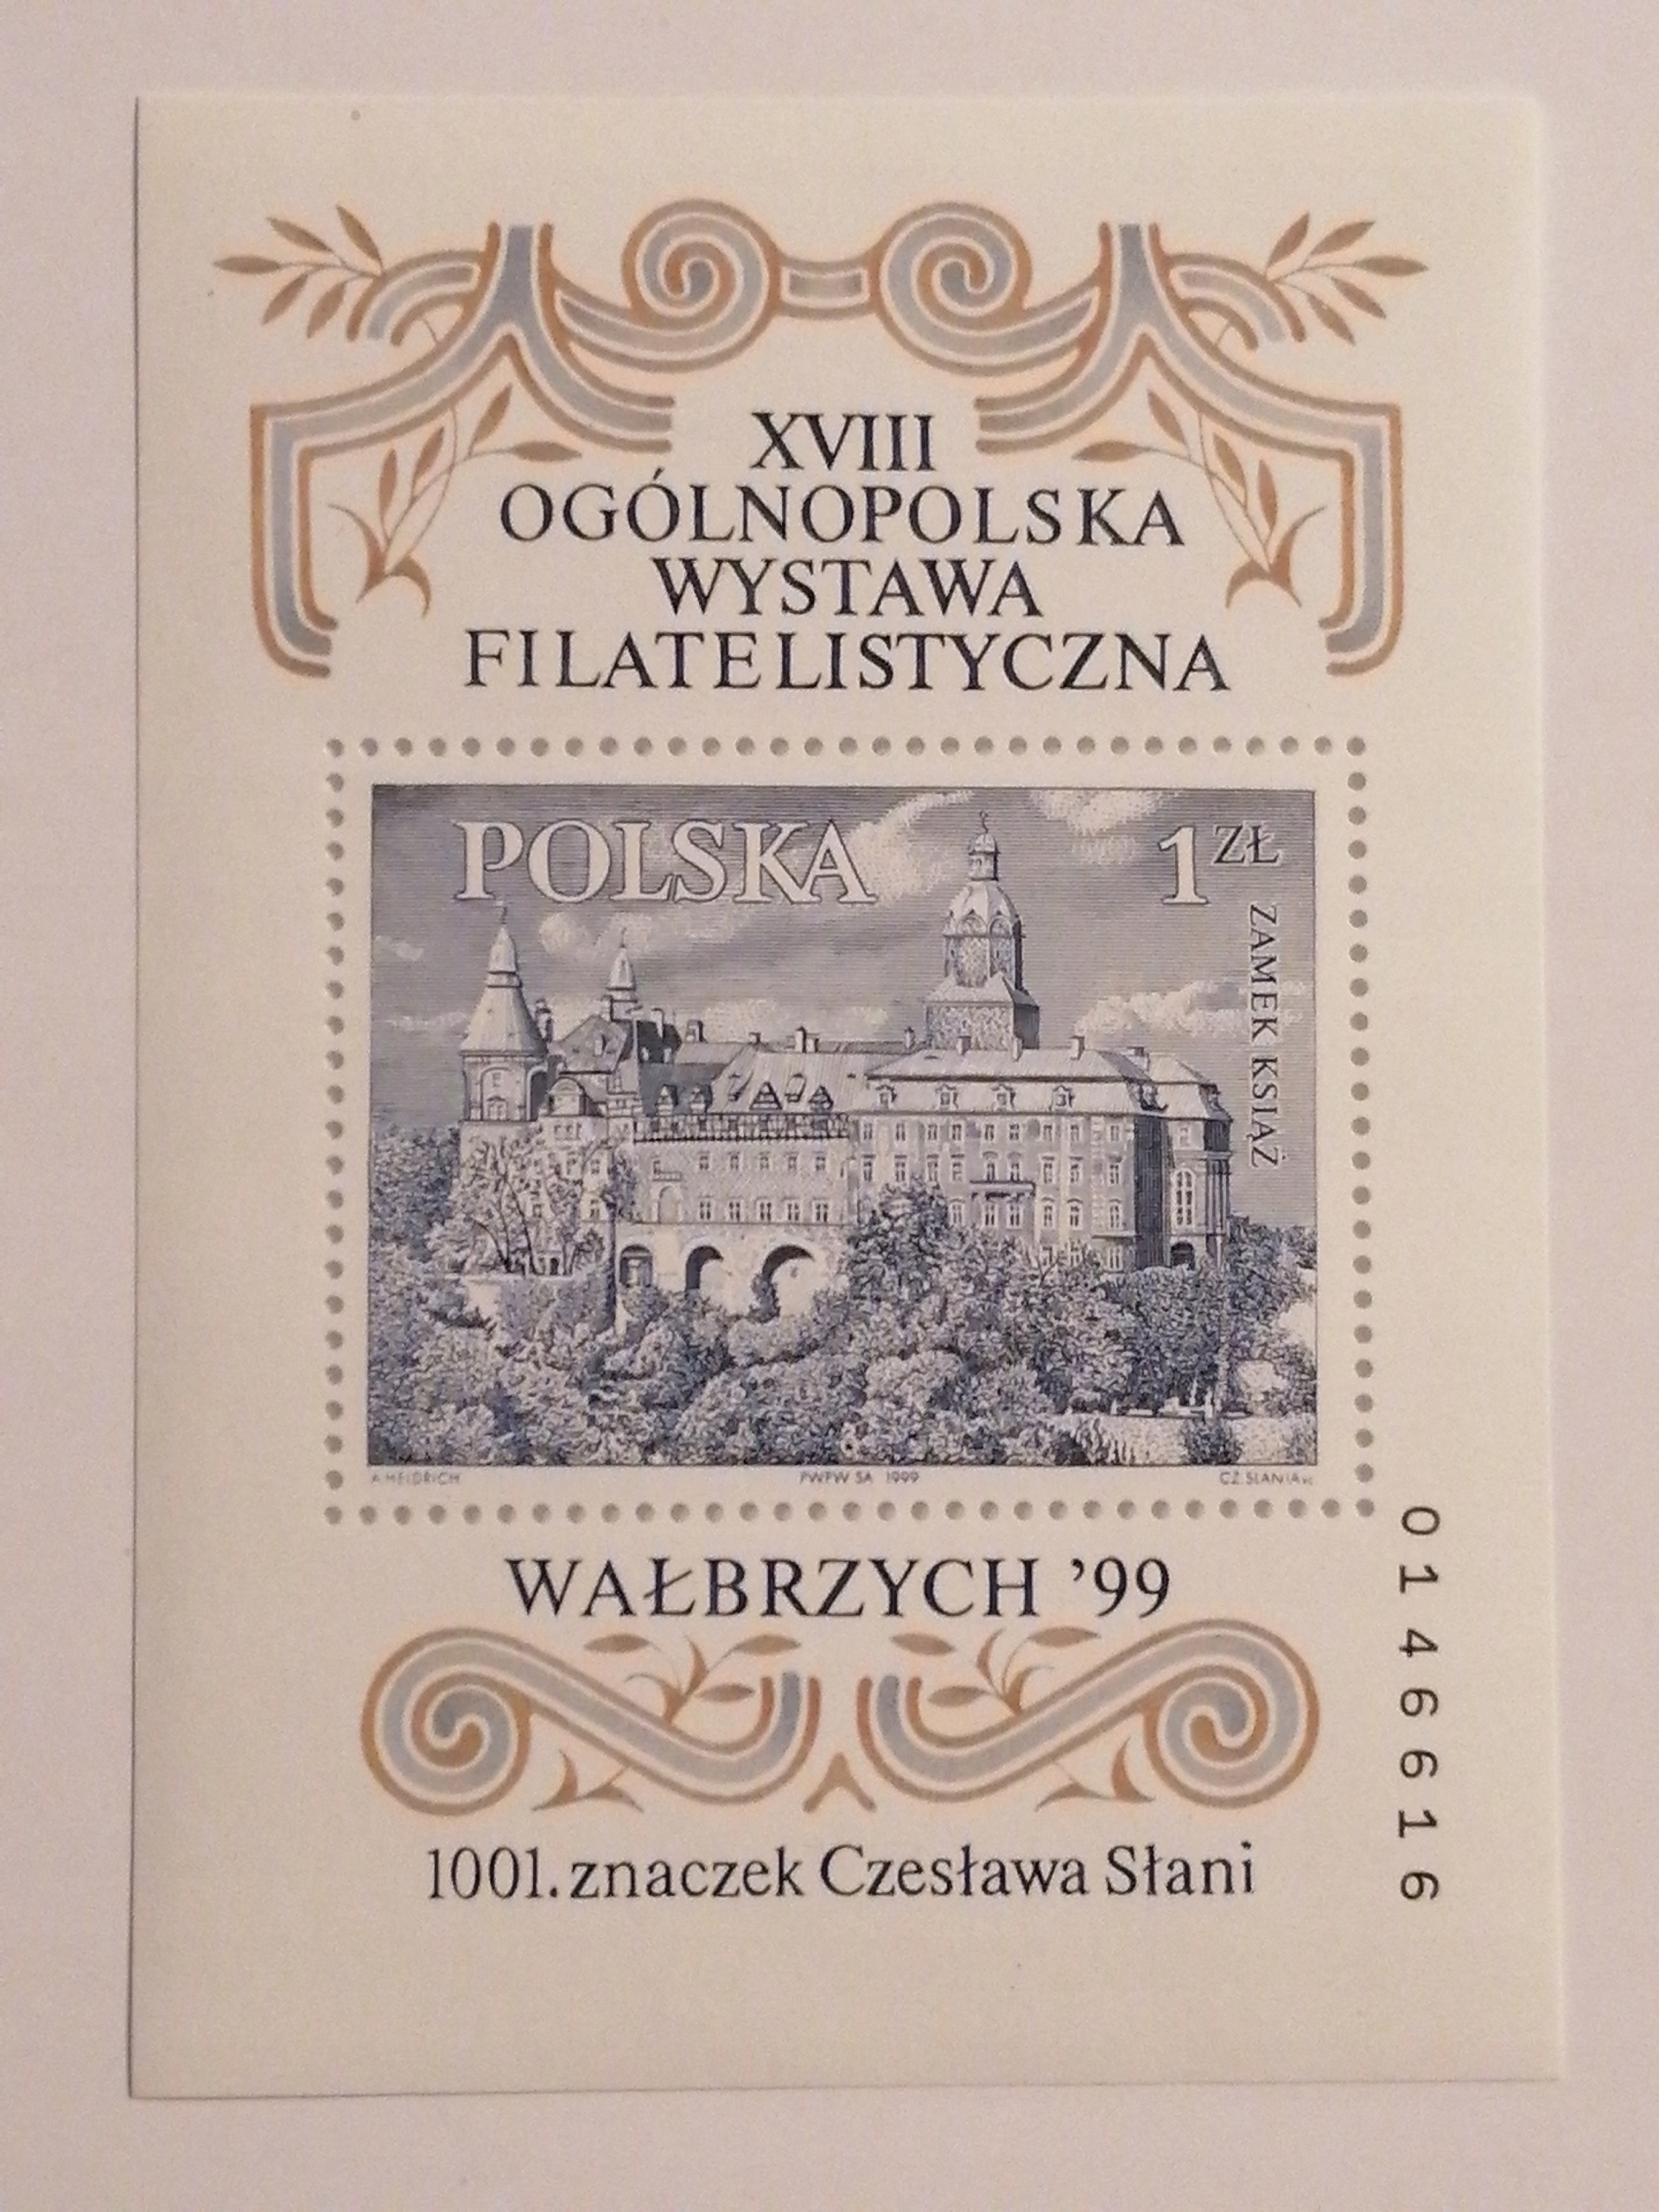 XVIII
OGÓLNOPOLSKA
WYSTAWA
FILATELISTYCZNA
POLSKA
1 ZŁ
ZAMEK KSIĄŻ
A.HEIDRICH
PWPW SA 1999
CZ.SŁANIA sc.
WAŁBRZYCH ’99
0146616
1001. znaczek Czesława Słani